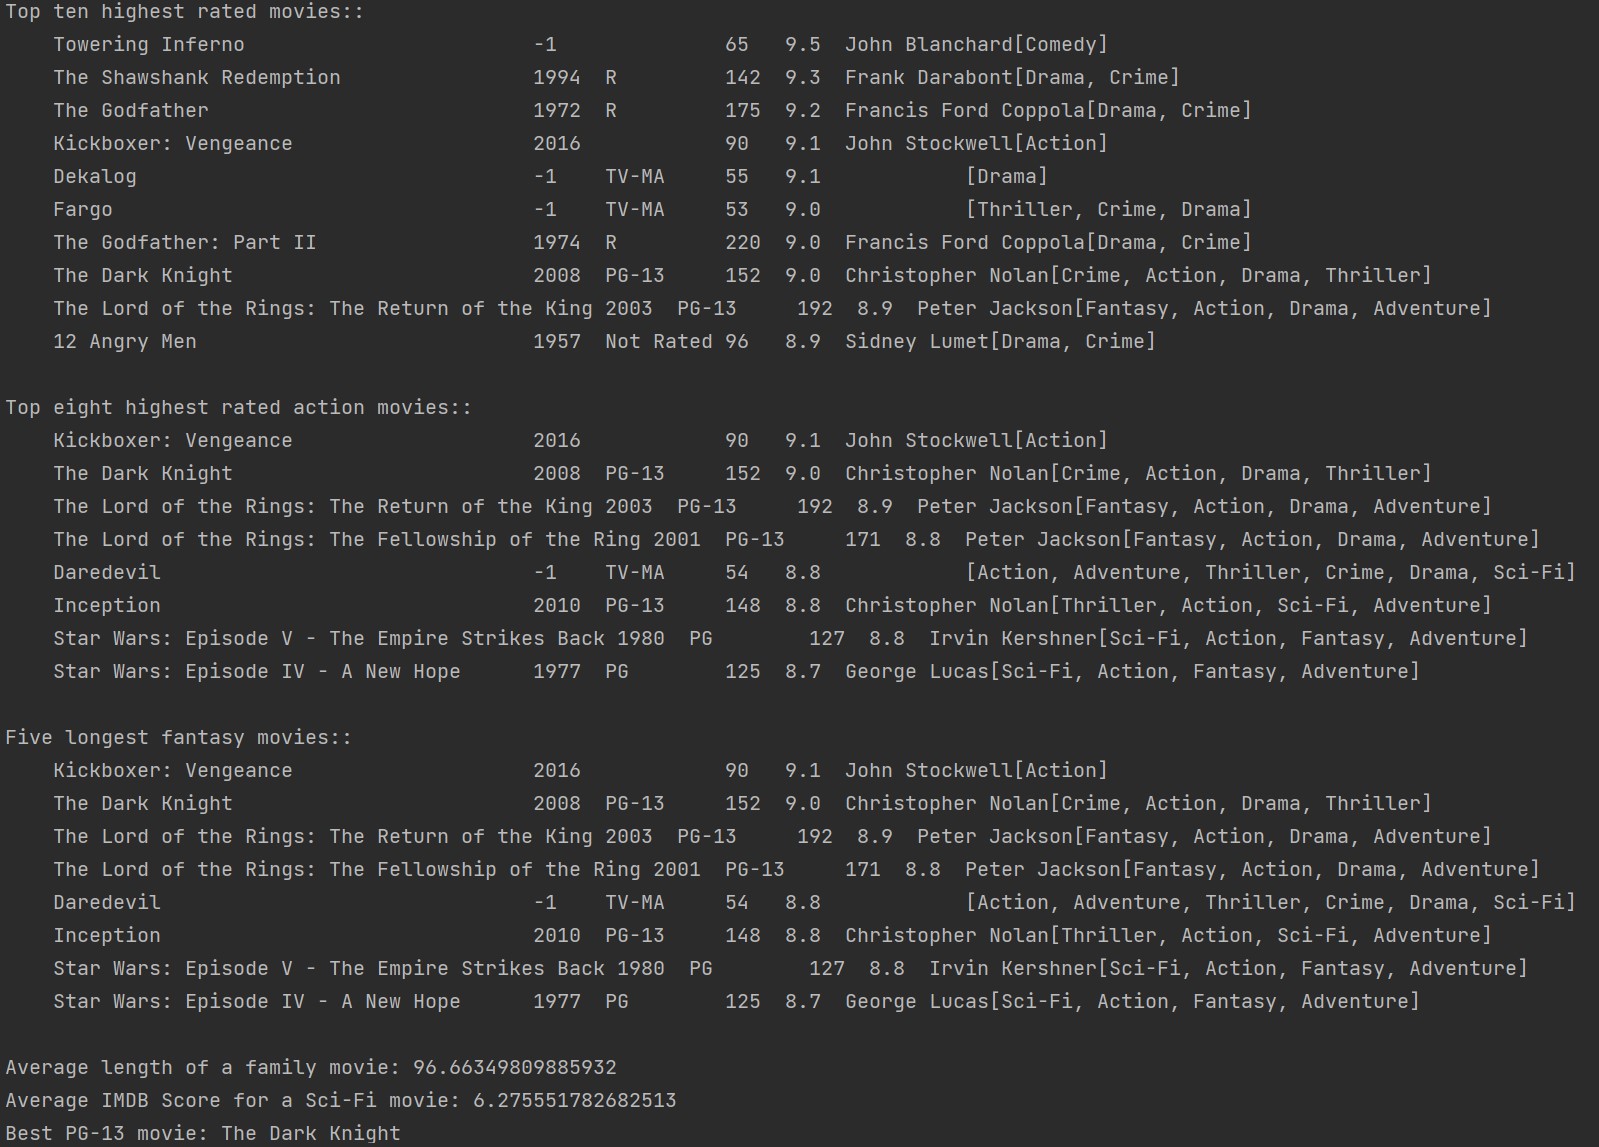 Top ten highest rated movies::
    Towering Inferno                        -1              65   9.5  John Blanchard[Comedy]
    The Shawshank Redemption                1994  R         142  9.3  Frank Darabont[Drama, Crime]
    The Godfather                           1972  R         175  9.2  Francis Ford Coppola[Drama, Crime]
    Kickboxer: Vengeance                    2016            90   9.1  John Stockwell[Action]
    Dekalog                                 -1    TV-MA     55   9.1            [Drama]
    Fargo                                   -1    TV-MA     53   9.0            [Thriller, Crime, Drama]
    The Godfather: Part II                  1974  R         220  9.0  Francis Ford Coppola[Drama, Crime]
    The Dark Knight                         2008  PG-13     152  9.0  Christopher Nolan[Crime, Action, Drama, Thriller]
    The Lord of the Rings: The Return of the King 2003  PG-13     192  8.9  Peter Jackson[Fantasy, Action, Drama, Adventure]
    12 Angry Men                            1957  Not Rated 96   8.9  Sidney Lumet[Drama, Crime]

Top eight highest rated action movies::
    Kickboxer: Vengeance                    2016            90   9.1  John Stockwell[Action]
    The Dark Knight                         2008  PG-13     152  9.0  Christopher Nolan[Crime, Action, Drama, Thriller]
    The Lord of the Rings: The Return of the King 2003  PG-13     192  8.9  Peter Jackson[Fantasy, Action, Drama, Adventure]
    The Lord of the Rings: The Fellowship of the Ring 2001  PG-13     171  8.8  Peter Jackson[Fantasy, Action, Drama, Adventure]
    Daredevil                               -1    TV-MA     54   8.8            [Action, Adventure, Thriller, Crime, Drama, Sci-Fi]
    Inception                               2010  PG-13     148  8.8  Christopher Nolan[Thriller, Action, Sci-Fi, Adventure]
    Star Wars: Episode V - The Empire Strikes Back 1980  PG        127  8.8  Irvin Kershner[Sci-Fi, Action, Fantasy, Adventure]
    Star Wars: Episode IV - A New Hope      1977  PG        125  8.7  George Lucas[Sci-Fi, Action, Fantasy, Adventure]

Five longest fantasy movies::
    Kickboxer: Vengeance                    2016            90   9.1  John Stockwell[Action]
    The Dark Knight                         2008  PG-13     152  9.0  Christopher Nolan[Crime, Action, Drama, Thriller]
    The Lord of the Rings: The Return of the King 2003  PG-13     192  8.9  Peter Jackson[Fantasy, Action, Drama, Adventure]
    The Lord of the Rings: The Fellowship of the Ring 2001  PG-13     171  8.8  Peter Jackson[Fantasy, Action, Drama, Adventure]
    Daredevil                               -1    TV-MA     54   8.8            [Action, Adventure, Thriller, Crime, Drama, Sci-Fi]
    Inception                               2010  PG-13     148  8.8  Christopher Nolan[Thriller, Action, Sci-Fi, Adventure]
    Star Wars: Episode V - The Empire Strikes Back 1980  PG        127  8.8  Irvin Kershner[Sci-Fi, Action, Fantasy, Adventure]
    Star Wars: Episode IV - A New Hope      1977  PG        125  8.7  George Lucas[Sci-Fi, Action, Fantasy, Adventure]

Average length of a family movie: 96.66349809885932
Average IMDB Score for a Sci-Fi movie: 6.275551782682513
Best PG-13 movie: The Dark Knight